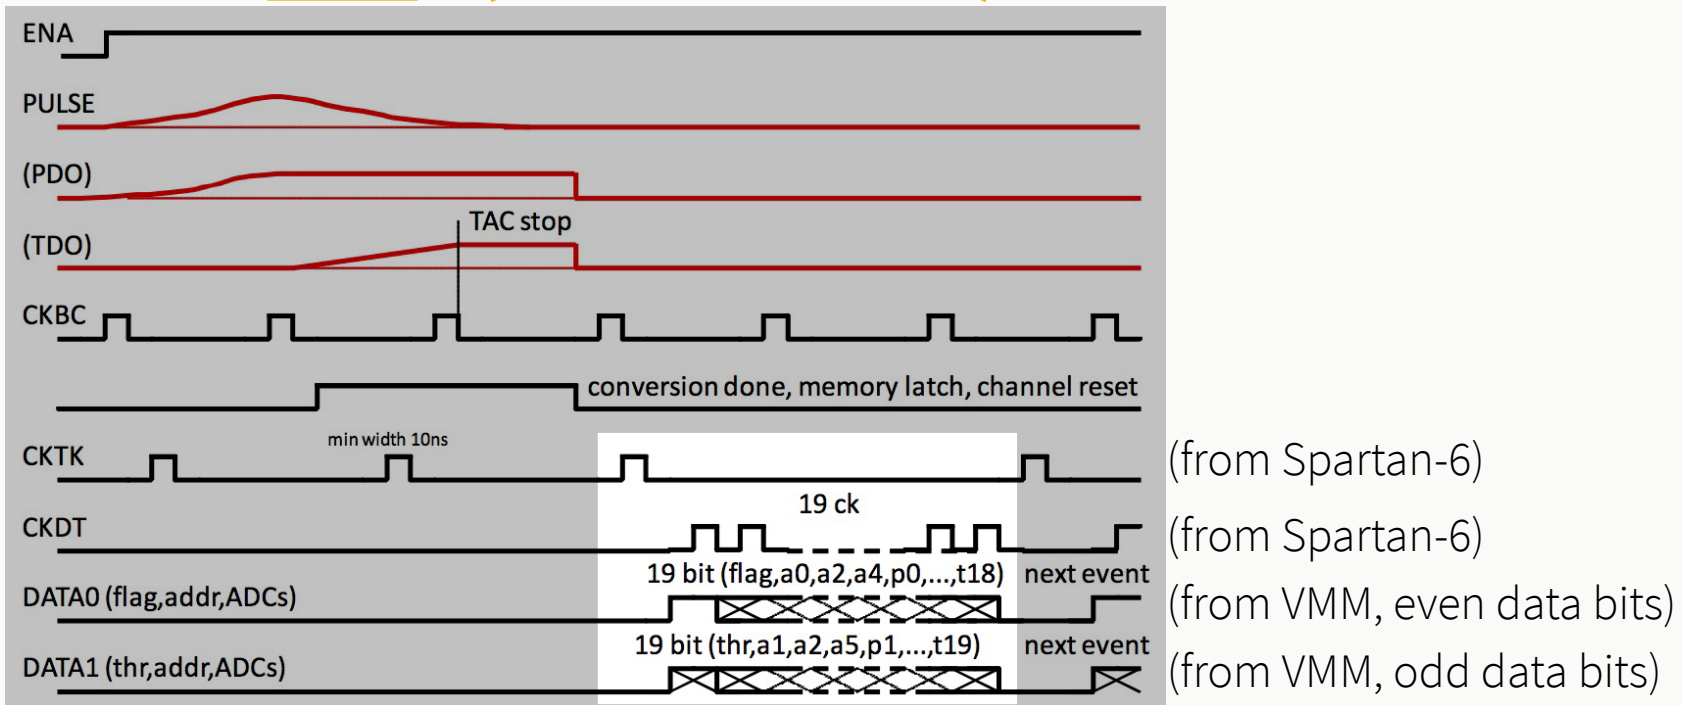 ENA
PULSE
(PDO)
TAC stop
(TDO)
CKBC
conversion done, memory latch, channel reset
min width 10ns
CKTK
(from Spartan-6)
19 ck
CKDT
(from Spartan-6)
19 bit (flag,a0,a2,a4,p0,...,t18) next event
DATA0 (flag,addr,ADCs)
(from VMM, even data bits)
19 bit (thr,a1,a2,a5,p1,...,t19) next event
DATA1 (thr,addr,ADCs)
(from VMM, odd data bits)